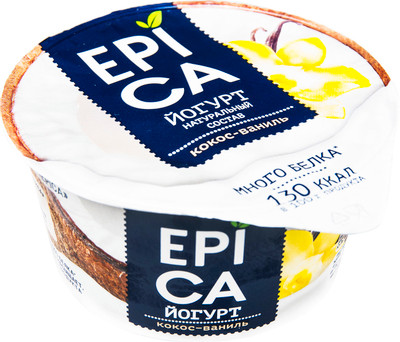 EPI
CA
ЙОГУРТ
НАТУРАЛЬНЫЙ
СОСТАВ
КОКОС-ВАНИЛЬ
МНОГО БЕЛКА*
130 ККАЛ
EPI
CA
ЙОГУРТ
КОКОС-ВАНИЛЬ